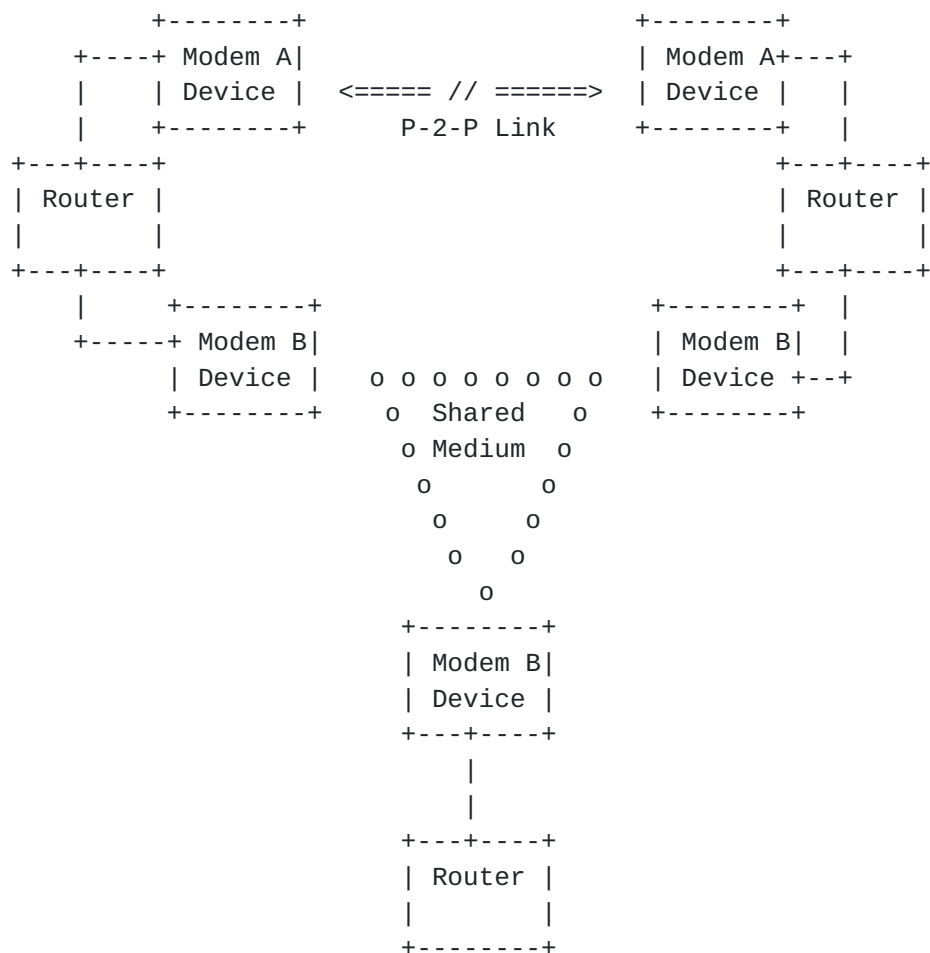 Modem A Modem A
Device <===== // ======> Device
P-2-P Link
Router Router
Modem B Modem B
Device Device
Shared
Medium
Modem B
Device
Router